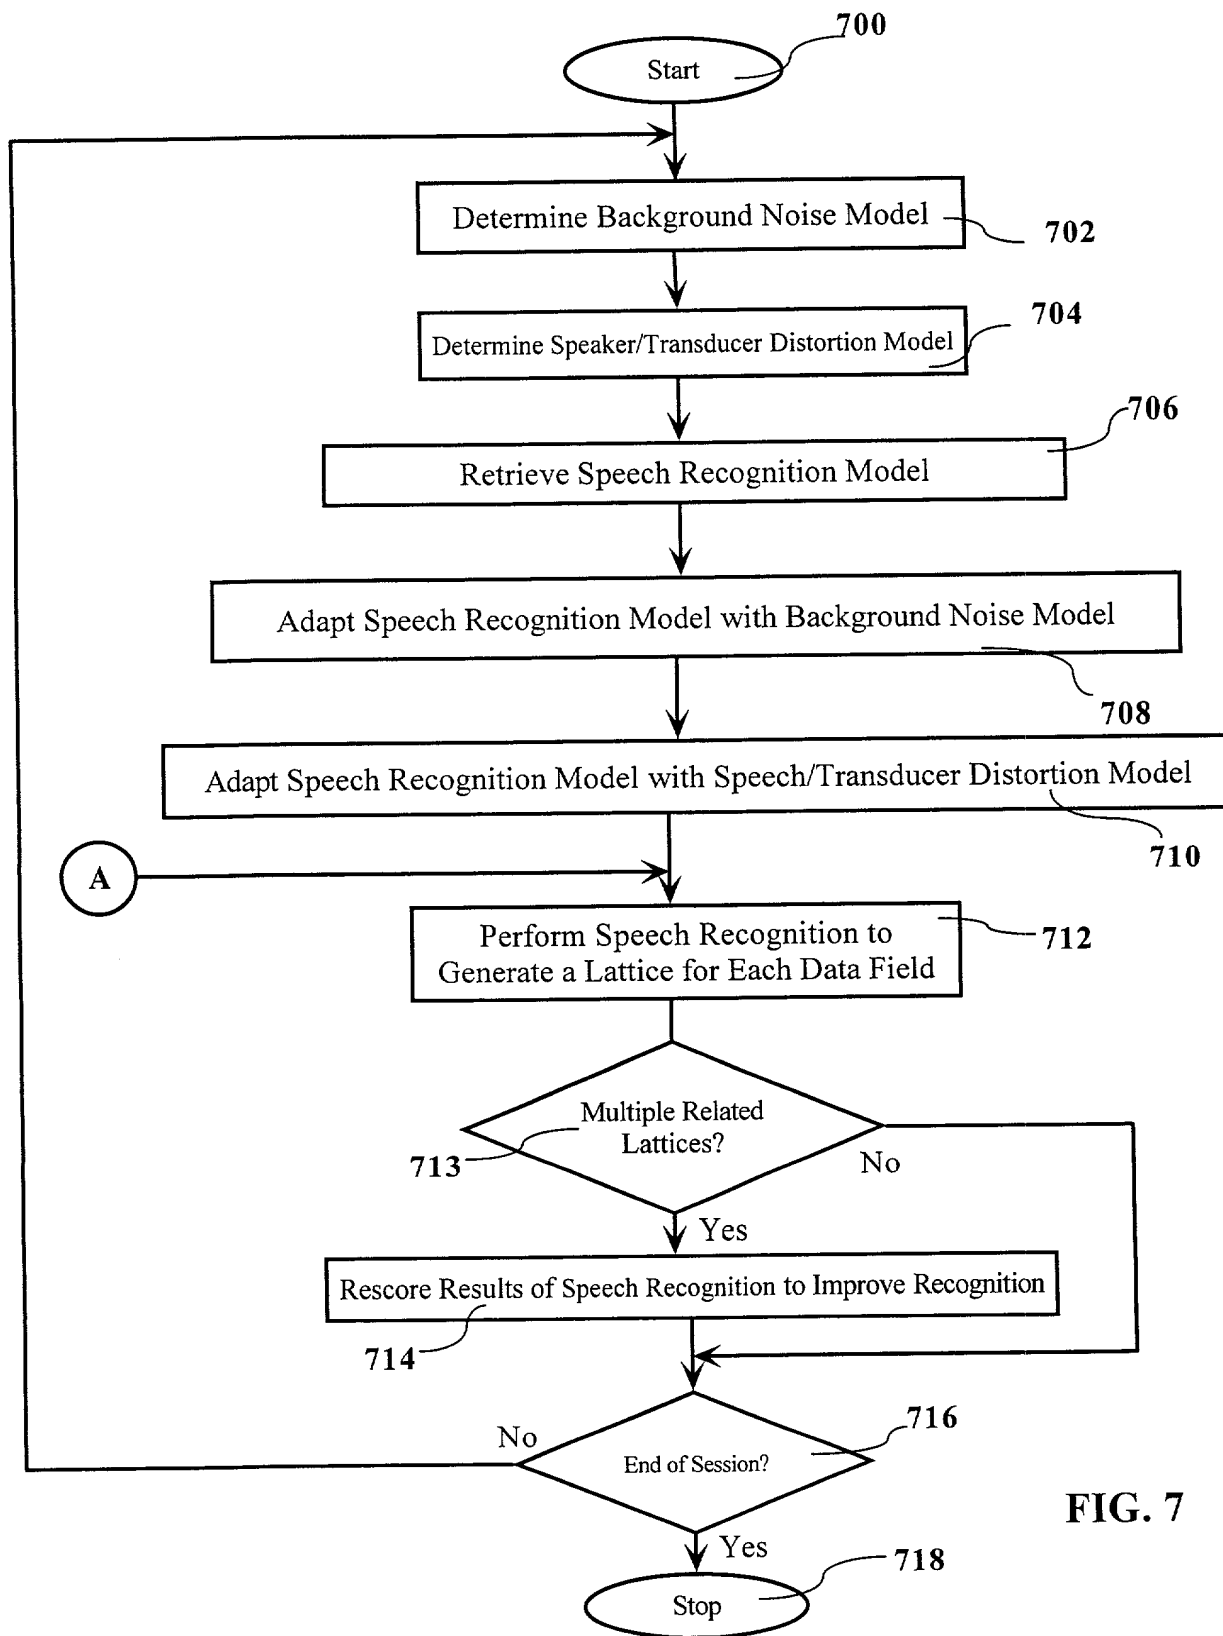 700
Start
Determine Background Noise Model
702
704
Determine Speaker/Transducer Distortion Model
706
Retrieve Speech Recognition Model
Adapt Speech Recognition Model with Background Noise Model
708
Adapt Speech Recognition Model with Speech/Transducer Distortion Model
710
A
Perform Speech Recognition to
Generate a Lattice for Each Data Field
712
Multiple Related
Lattices?
713
No
Yes
Rescore Results of Speech Recognition to Improve Recognition
714
716
No
End of Session?
FIG. 7
Yes
718
Stop